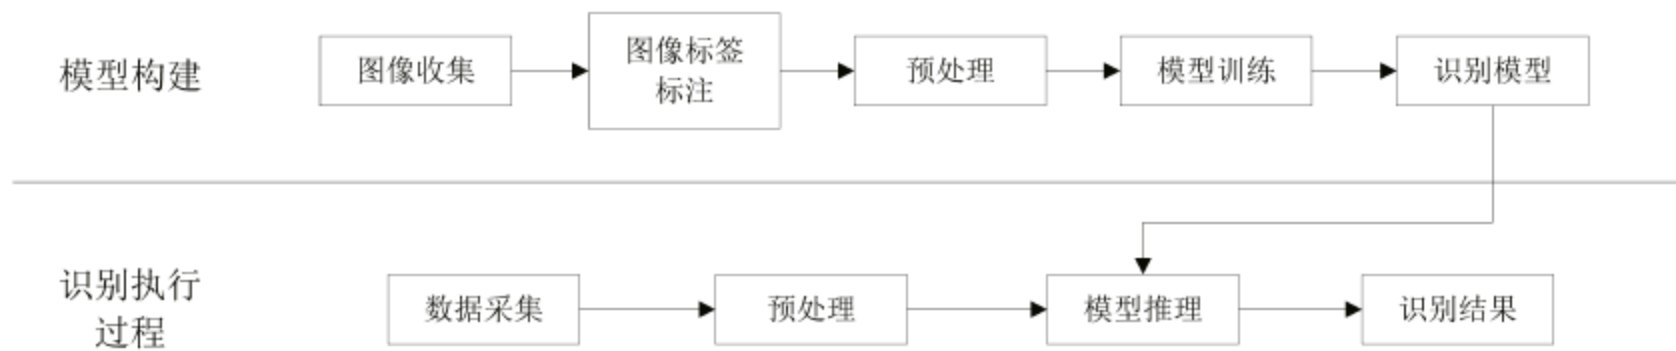 模型构建
图像收集
图像标签
标注
预处理
模型训练
识别模型
识别执行
过程
数据采集
预处理
模型推理
识别结果